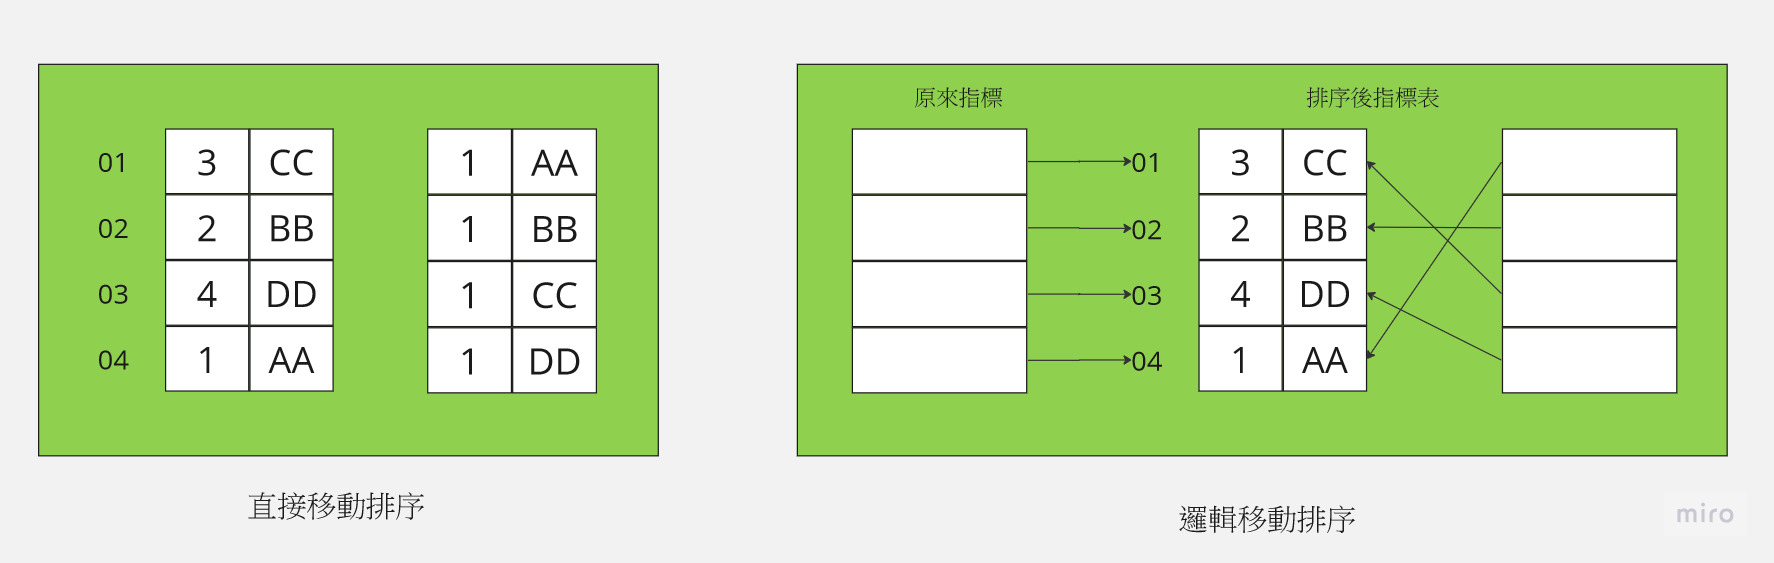 原來指標
排序後指標表
01 3 CC 1 AA
02 2 BB 1 BB
03 4 DD 1 CC
04 1 AA 1 DD
01 3 CC
02 2 BB
03 4 DD
04 1 AA
直接移動排序
邏輯移動排序
miro